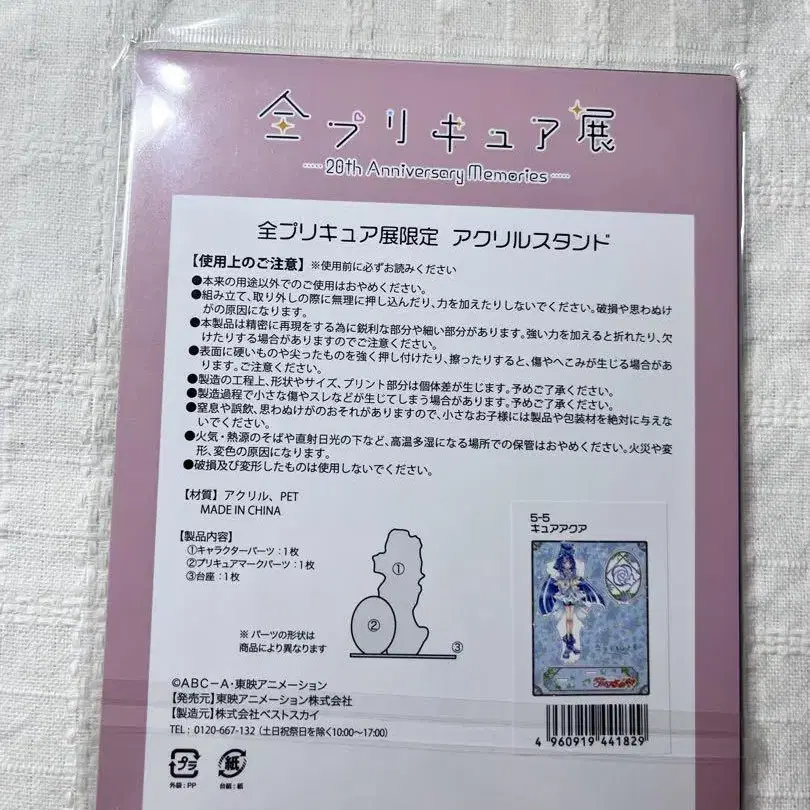 全プリキュア展
20th Anniversary Memories
全プリキュア展限定 アクリルスタンド
【使用上のご注意】※使用前に必ずお読みください
●本来の用途以外でのご使用はおやめください。
●組み立て、取り外しの際に無理に押し込んだり、力を加えたりしないでください。破損や思わぬけ
がの原因になります。
●本製品は精密に再現をする為に鋭利な部分や細い部分があります。強い力を加えると折れたり、欠
けたりする場合がありますのでご注意ください。
●表面に硬いものや尖ったものを強く押し付けたり、擦ったりすると、傷やへこみが生じる場合があ
ります。ご注意ください。
●製造の工程上、形状やサイズ、プリント部分は個体差が生じます。予めご了承ください。
●製造過程で小さな傷やスレなどが生じてしまう場合があります。予めご了承ください。
●窒息や誤飲、思わぬけがのおそれがありますので、小さなお子様には製品や包装材を絶対に与えな
いでください。
●火気・熱源のそばや直射日光の下など、高温多湿になる場所での保管はおやめください。火災や変
形、変色の原因になります。
●破損及び変形したものは使用しないでください。
【材質】アクリル、PET
MADE IN CHINA
【製品内容】
①キャラクターパーツ：1枚
②プリキュアマークパーツ：1枚
③台座：1枚
①
②
③
※ パーツの形状は
商品により異なります
5-5
キュアアクア
©ABC－A・東映アニメーション
【発売元】東映アニメーション株式会社
【製造元】株式会社ベストスカイ
TEL : 0120-667-132（土日祝祭日を除く10:00〜17:00）
4 960919 441829
プラ
外袋：PP
紙
台紙：紙